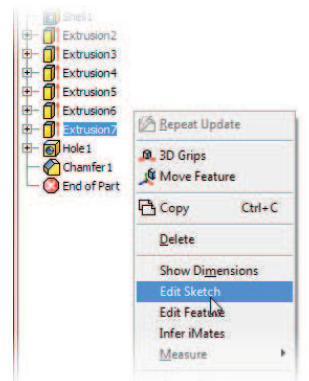 Shell1
Extrusion2
Extrusion3
Extrusion4
Extrusion5
Extrusion6
Extrusion7
Hole1
Chamfer1
End of Part
Repeat Update
3D Grips
Move Feature
Copy Ctrl+C
Delete
Show Dimensions
Edit Sketch
Edit Feature
Infer iMates
Measure